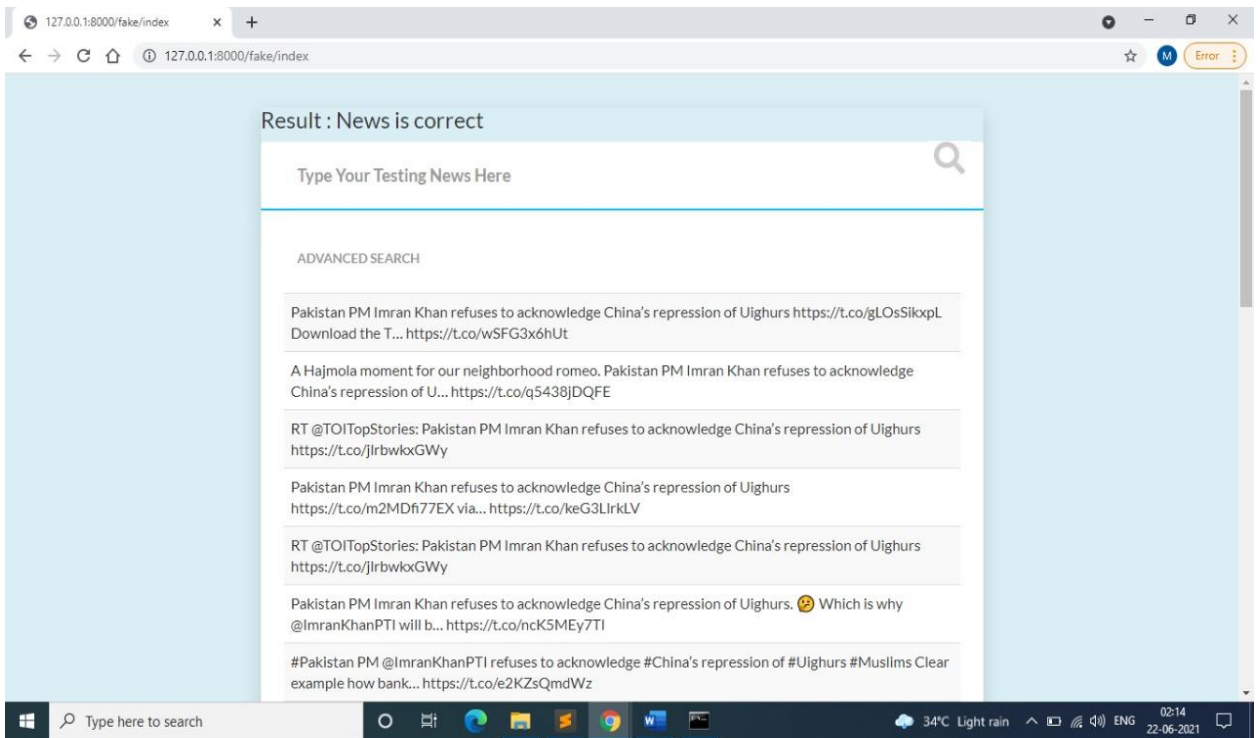 127.0.0.1:8000/fake/index
127.0.0.1:8000/fake/index
M
Error
Result : News is correct
Type Your Testing News Here
ADVANCED SEARCH
Pakistan PM Imran Khan refuses to acknowledge China's repression of Uighurs https://t.co/gLOsSikxpL
Download the T... https://t.co/wSFG3x6hUt
A Hajmola moment for our neighborhood romeo. Pakistan PM Imran Khan refuses to acknowledge
China's repression of U... https://t.co/q5438jDQFE
RT @TOITopStories: Pakistan PM Imran Khan refuses to acknowledge China's repression of Uighurs
https://t.co/jIrbwkxGWy
Pakistan PM Imran Khan refuses to acknowledge China's repression of Uighurs
https://t.co/m2MDfi77EX via... https://t.co/keG3LIrkLV
RT @TOITopStories: Pakistan PM Imran Khan refuses to acknowledge China's repression of Uighurs
https://t.co/jIrbwkxGWy
Pakistan PM Imran Khan refuses to acknowledge China's repression of Uighurs. 🤔 Which is why
@ImranKhanPTI will b... https://t.co/ncK5MEy7TI
#Pakistan PM @ImranKhanPTI refuses to acknowledge #China's repression of #Uighurs #Muslims Clear
example how bank... https://t.co/e2KZsQmdWz
Type here to search
34°C Light rain
ENG
02:14
22-06-2021